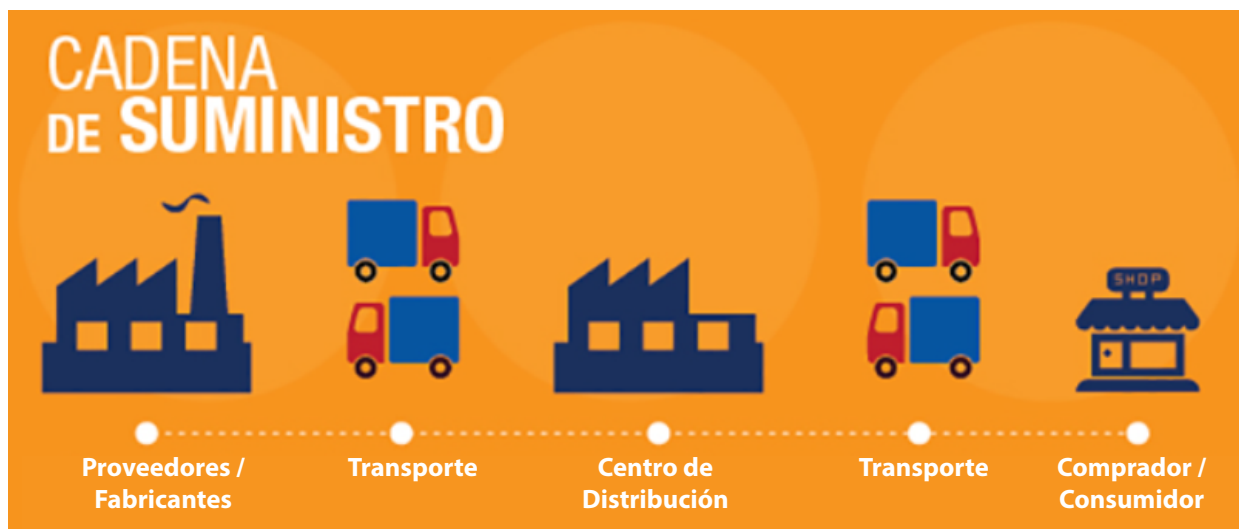 CADENA
DE SUMINISTRO
SHOP
Proveedores /
Fabricantes
Transporte
Centro de
Distribución
Transporte
Comprador /
Consumidor